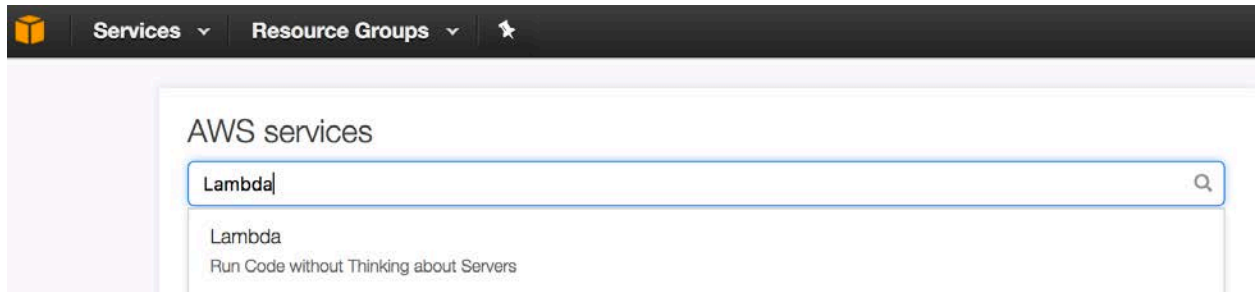 Services Resource Groups
AWS services
Lambda
Lambda
Run Code without Thinking about Servers